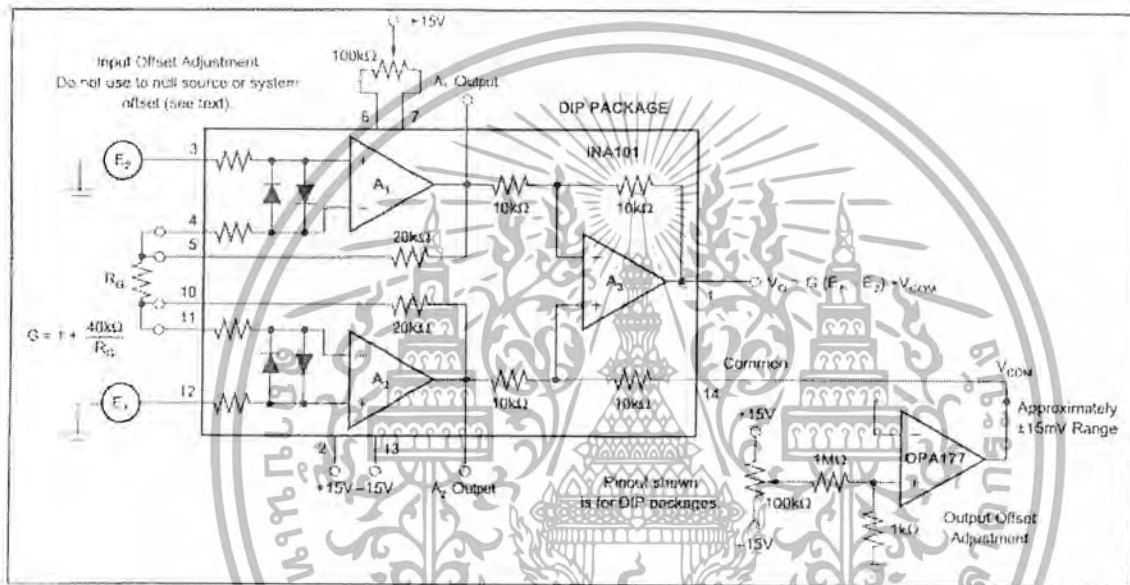 +15V
Input Offset Adjustment
Do not use to null source or system
offset (see text).
100kΩ
A1 Output
DIP PACKAGE
6
7
INA101
E2
3
A1
10kΩ
10kΩ
4
5
20kΩ
RG
A3
1
VO = G (E1 – E2) + VCOM
10
20kΩ
11
G = 1 + 40kΩ
RG
Common
VCOM
A2
E1
12
10kΩ
10kΩ
14
Approximately
±15mV Range
+15V
OPA177
1MΩ
2
13
+15V
–15V
A2 Output
Pinout shown
is for DIP packages
100kΩ
–15V
1kΩ
Output Offset
Adjustment